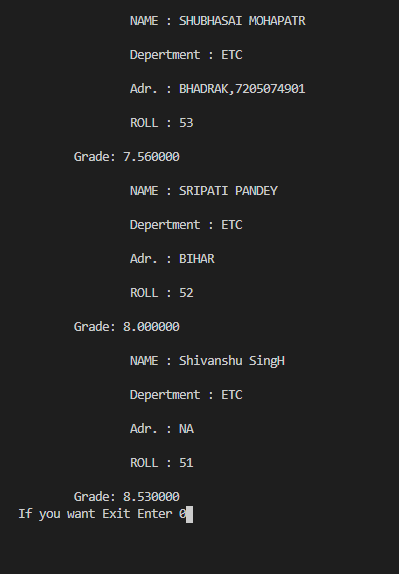 NAME : SHUBHASAI MOHAPATR
Depertment : ETC
Adr. : BHADRAK,7205074901
ROLL : 53
Grade: 7.560000
NAME : SRIPATI PANDEY
Depertment : ETC
Adr. : BIHAR
ROLL : 52
Grade: 8.000000
NAME : Shivanshu SingH
Depertment : ETC
Adr. : NA
ROLL : 51
Grade: 8.530000
If you want Exit Enter 0